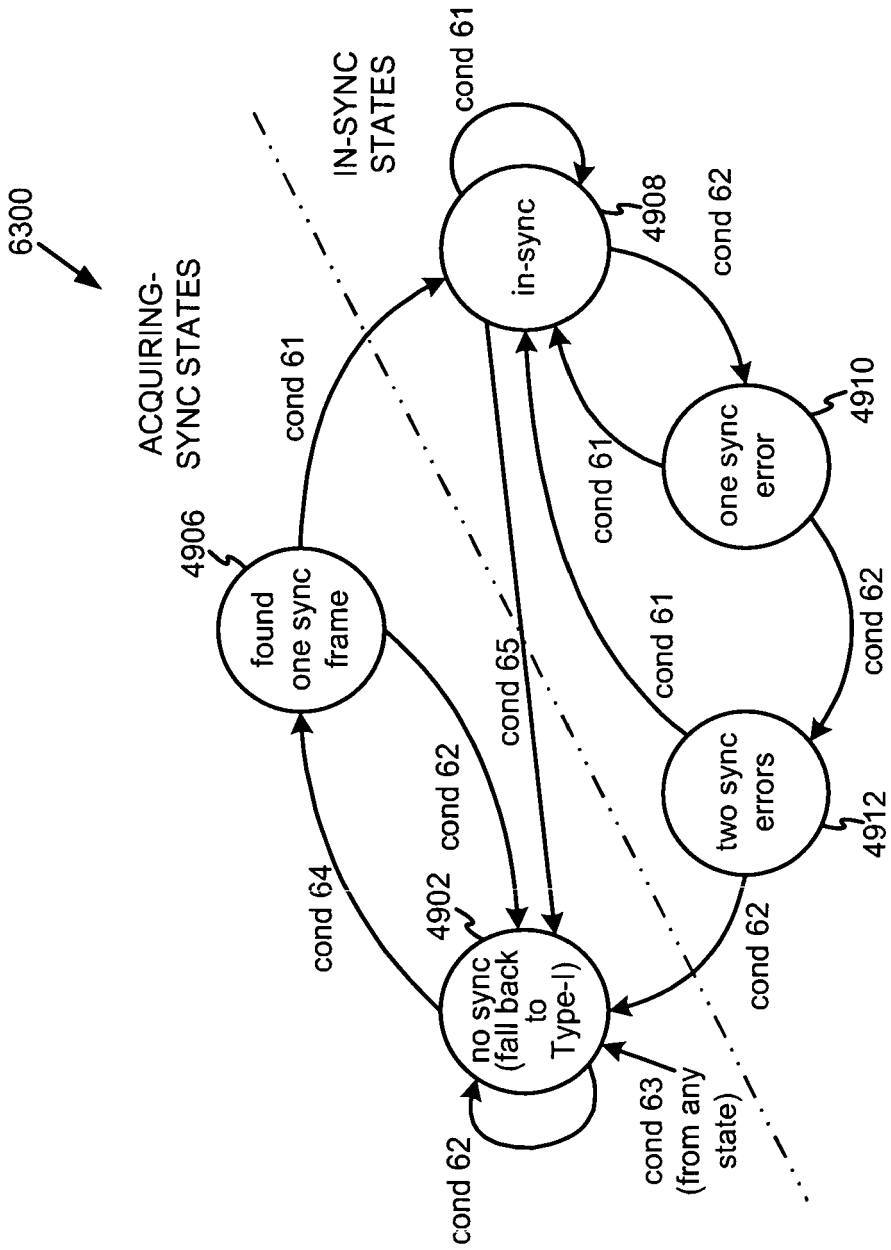 6300
ACQUIRING-
SYNC STATES
IN-SYNC
STATES
4906
found
one sync
frame
cond 61
cond 61
in-sync
4908
cond 64
cond 62
cond 65
4902
no sync
(fall back
to
Type-I)
cond 62
cond 63
(from any
state)
cond 61
cond 61
cond 62
one sync
error
4910
cond 62
two sync
errors
4912
cond 62